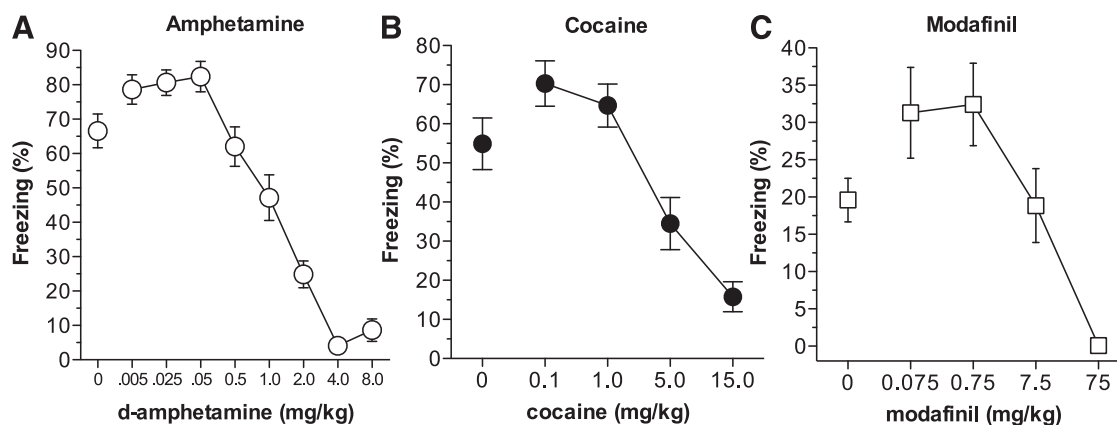 A
Amphetamine
Freezing (%)
90
80
70
60
50
40
30
20
10
0
0 .005 .025 .05 0.5 1.0 2.0 4.0 8.0
d-amphetamine (mg/kg)
B
Cocaine
Freezing (%)
80
70
60
50
40
30
20
10
0
0 0.1 1.0 5.0 15.0
cocaine (mg/kg)
C
Modafinil
Freezing (%)
40
35
30
25
20
15
10
5
0
0 0.075 0.75 7.5 75
modafinil (mg/kg)